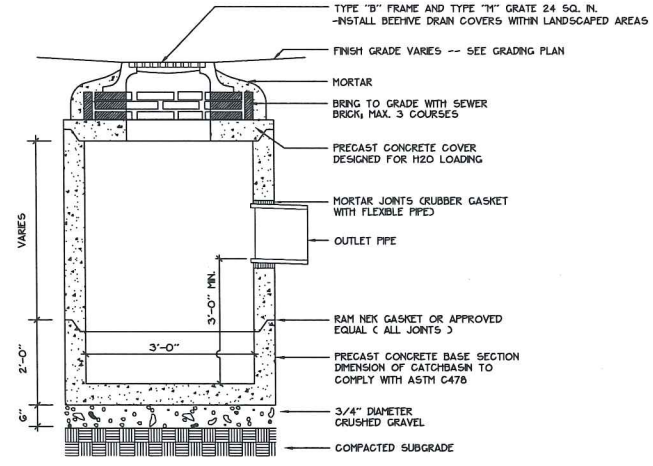 TYPE "B" FRAME AND TYPE "M" GRATE 24 SQ. IN.
-INSTALL BEEHIVE DRAIN COVERS WITHIN LANDSCAPED AREAS
FINISH GRADE VARIES -- SEE GRADING PLAN
MORTAR
BRING TO GRADE WITH SEWER
BRICK; MAX. 3 COURSES
PRECAST CONCRETE COVER
DESIGNED FOR H20 LOADING
MORTAR JOINTS (RUBBER GASKET
WITH FLEXIBLE PIPE)
OUTLET PIPE
VARIES
3'-0" MIN.
RAM NEK GASKET OR APPROVED
EQUAL ( ALL JOINTS )
3'-0"
2'-0"
PRECAST CONCRETE BASE SECTION
DIMENSION OF CATCHBASIN TO
COMPLY WITH ASTM C478
6"
3/4" DIAMETER
CRUSHED GRAVEL
COMPACTED SUBGRADE